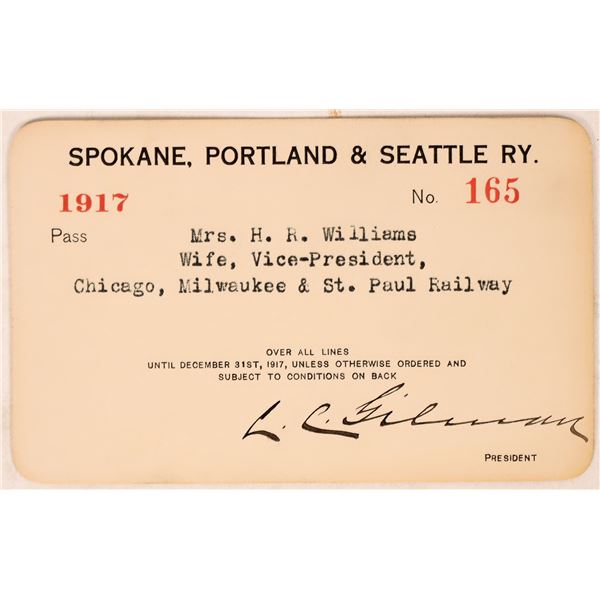 SPOKANE, PORTLAND & SEATTLE RY.
1917 No. 165
Pass Mrs. H. R. Williams
Wife, Vice-President,
Chicago, Milwaukee & St. Paul Railway
OVER ALL LINES
UNTIL DECEMBER 31ST, 1917, UNLESS OTHERWISE ORDERED AND
SUBJECT TO CONDITIONS ON BACK
L. C. Gilman
PRESIDENT